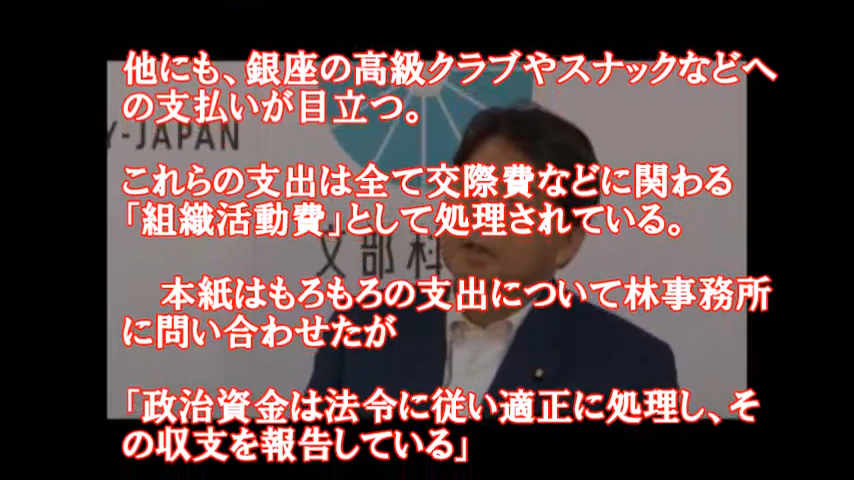 他にも、銀座の高級クラブやスナックなどへ
の支払いが目立つ。
Y-JAPAN
これらの支出は全て交際費などに関わる
「組織活動費」として処理されている。
文部科
本紙はもろもろの支出について林事務所
に問い合わせたが
「政治資金は法令に従い適正に処理し、そ
の収支を報告している」